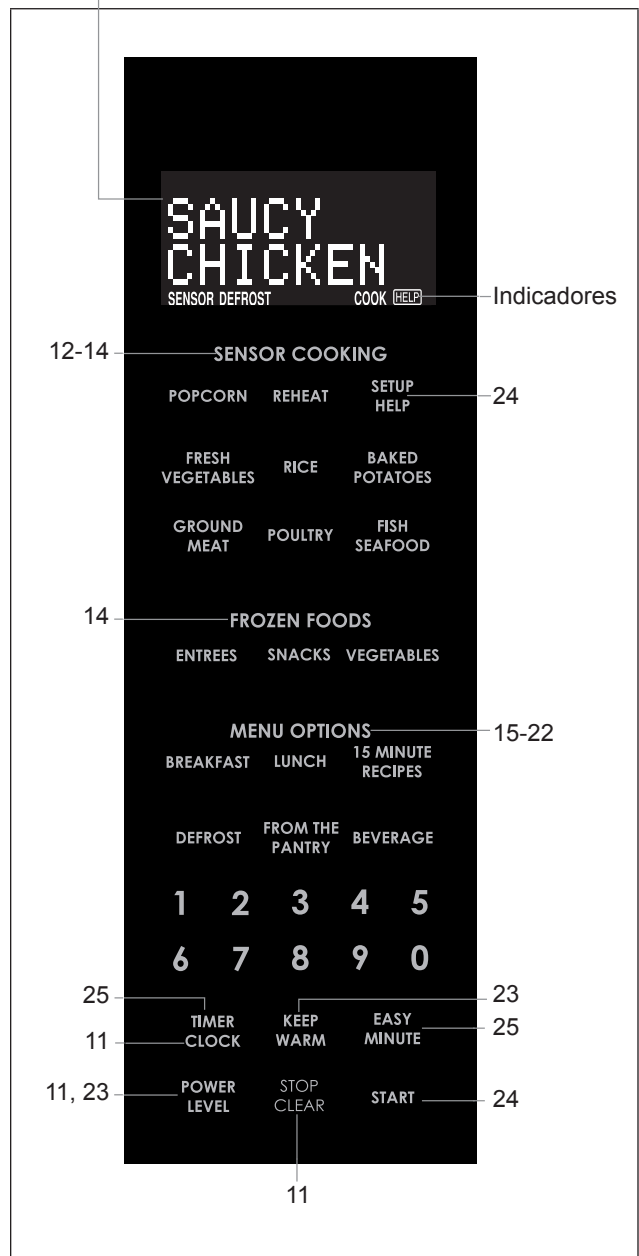 SAUCY
CHICKEN
SENSOR DEFROST COOK HELP
Indicadores
12-14
SENSOR COOKING
POPCORN REHEAT SETUP
HELP
24
FRESH
VEGETABLES
RICE
BAKED
POTATOES
GROUND
MEAT
POULTRY
FISH
SEAFOOD
14
FROZEN FOODS
ENTREES SNACKS VEGETABLES
MENU OPTIONS
15-22
BREAKFAST LUNCH 15 MINUTE
RECIPES
DEFROST
FROM THE
PANTRY
BEVERAGE
1 2 3 4 5
6 7 8 9 0
25
23
TIMER
CLOCK
11
KEEP
WARM
EASY
MINUTE
25
11, 23
POWER
LEVEL
STOP
CLEAR
START
24
11